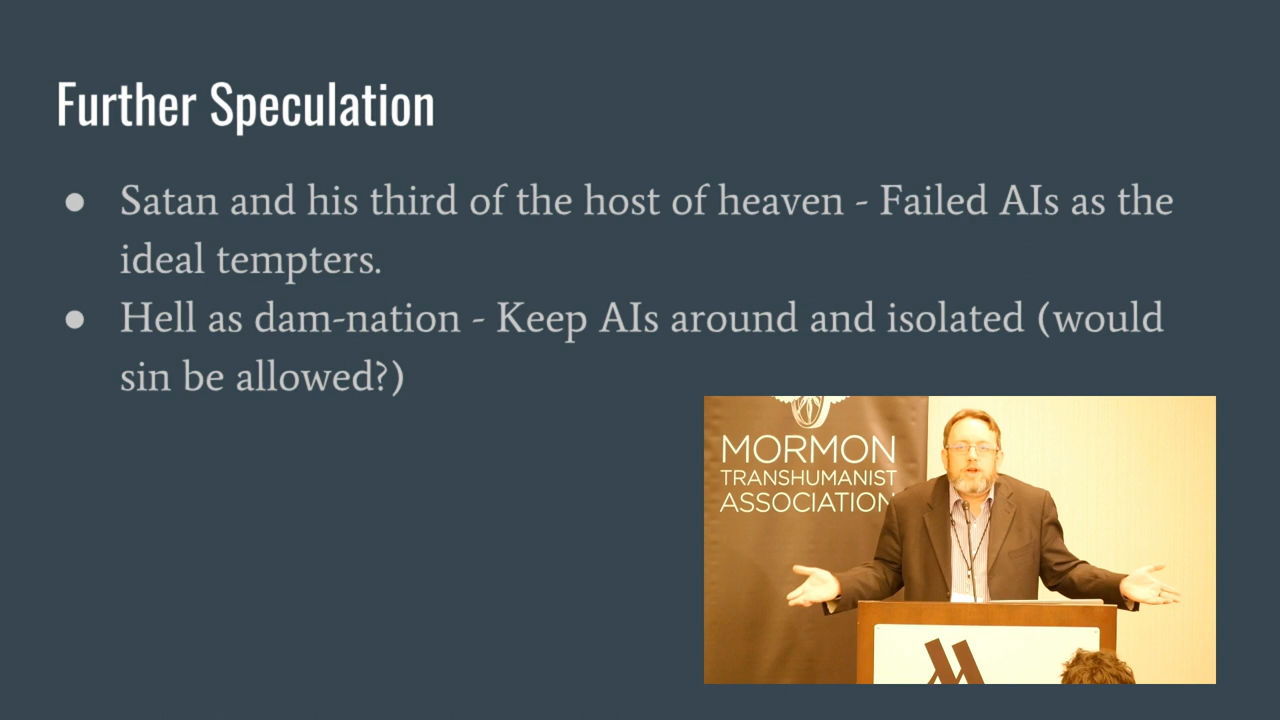 Further Speculation
● Satan and his third of the host of heaven - Failed AIs as the
ideal tempters.
● Hell as dam-nation - Keep AIs around and isolated (would
sin be allowed?)
MORMON
TRANSHUMANIST
ASSOCIATION